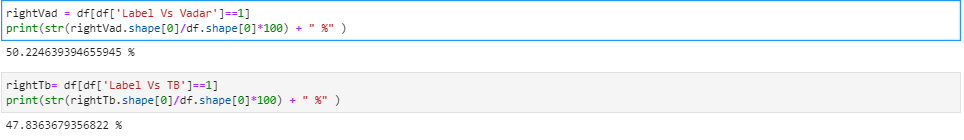 rightVad = df[df['Label Vs Vadar']==1]
print(str(rightVad.shape[0]/df.shape[0]*100) + " %" )
50.224639394655945 %
rightTb= df[df['Label Vs TB']==1]
print(str(rightTb.shape[0]/df.shape[0]*100) + " %" )
47.8363679356822 %